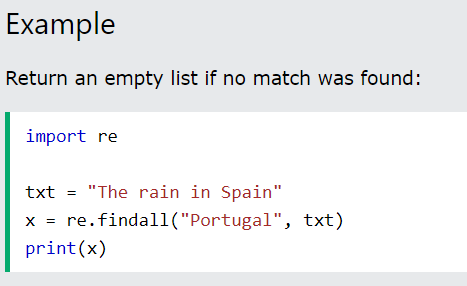 Example
Return an empty list if no match was found:
import re
txt = "The rain in Spain"
x = re.findall("Portugal", txt)
print(x)